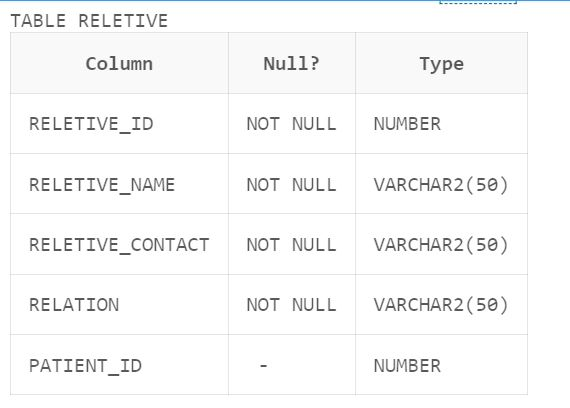 TABLE RELETIVE
Column Null? Type
RELETIVE_ID NOT NULL NUMBER
RELETIVE_NAME NOT NULL VARCHAR2(50)
RELETIVE_CONTACT NOT NULL VARCHAR2(50)
RELATION NOT NULL VARCHAR2(50)
PATIENT_ID - NUMBER